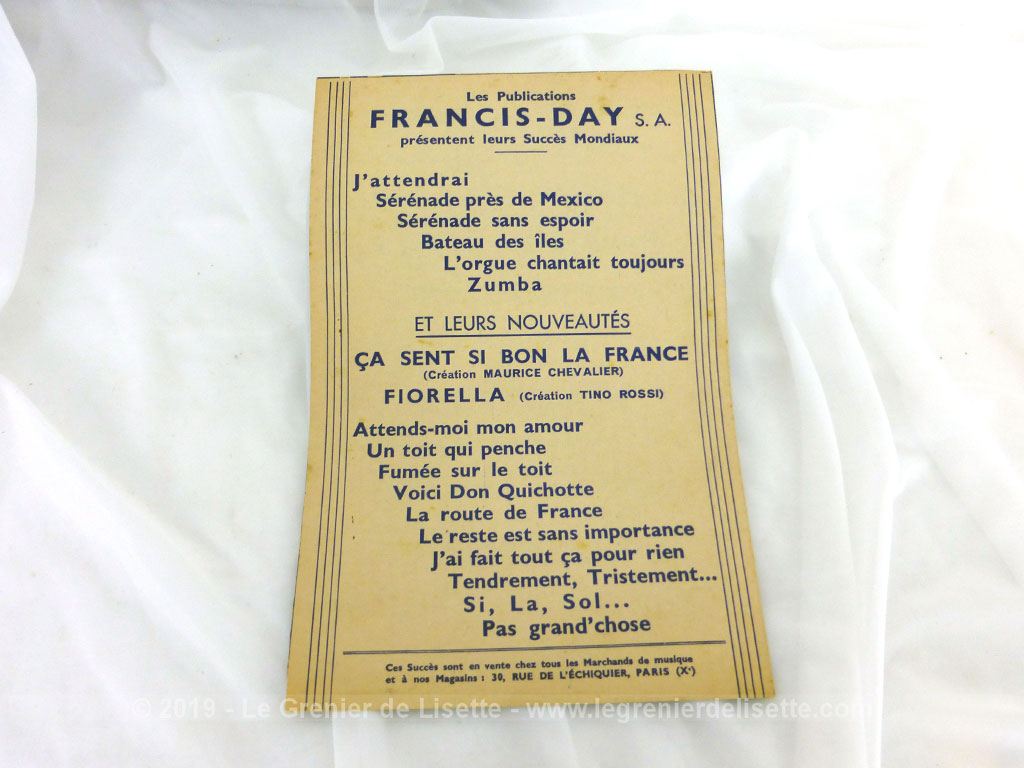 Les Publications
FRANCIS-DAY S. A.
présentent leurs Succès Mondiaux
J'attendrai
Sérénade près de Mexico
Sérénade sans espoir
Bateau des îles
L'orgue chantait toujours
Zumba
ET LEURS NOUVEAUTÉS
ÇA SENT SI BON LA FRANCE
(Création MAURICE CHEVALIER)
FIORELLA (Création TINO ROSSI)
Attends-moi mon amour
Un toit qui penche
Fumée sur le toit
Voici Don Quichotte
La route de France
Le reste est sans importance
J'ai fait tout ça pour rien
Tendrement, Tristement...
Si, La, Sol...
Pas grand'chose
Ces Succès sont en vente chez tous les Marchands de musique
et à nos Magasins : 30, RUE DE L'ÉCHIQUIER, PARIS (Xᵉ)
© 2019 - Le Grenier de Lisette - www.legrenierdelisette.com